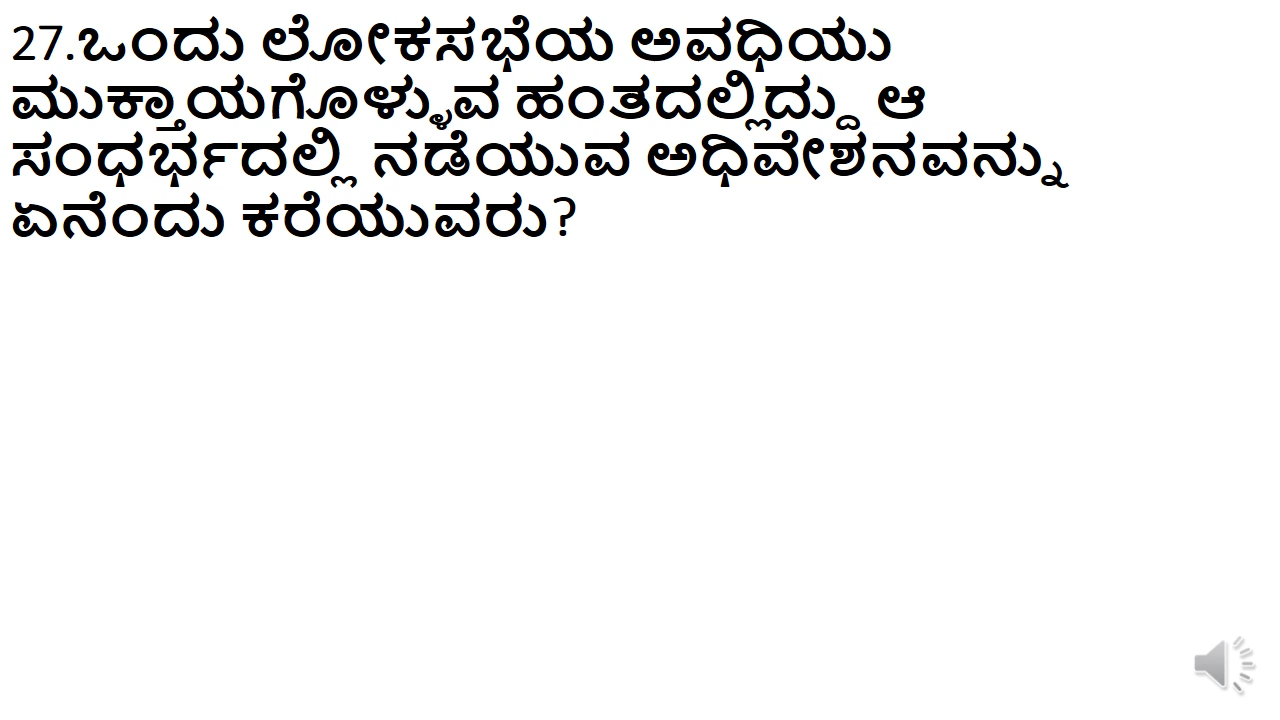 27.ಒಂದು ಲೋಕಸಭೆಯ ಅವಧಿಯು
ಮುಕ್ತಾಯಗೊಳ್ಳುವ ಹಂತದಲ್ಲಿದ್ದು ಆ
ಸಂಧರ್ಭದಲ್ಲಿ ನಡೆಯುವ ಅಧಿವೇಶನವನ್ನು
ಏನೆಂದು ಕರೆಯುವರು?